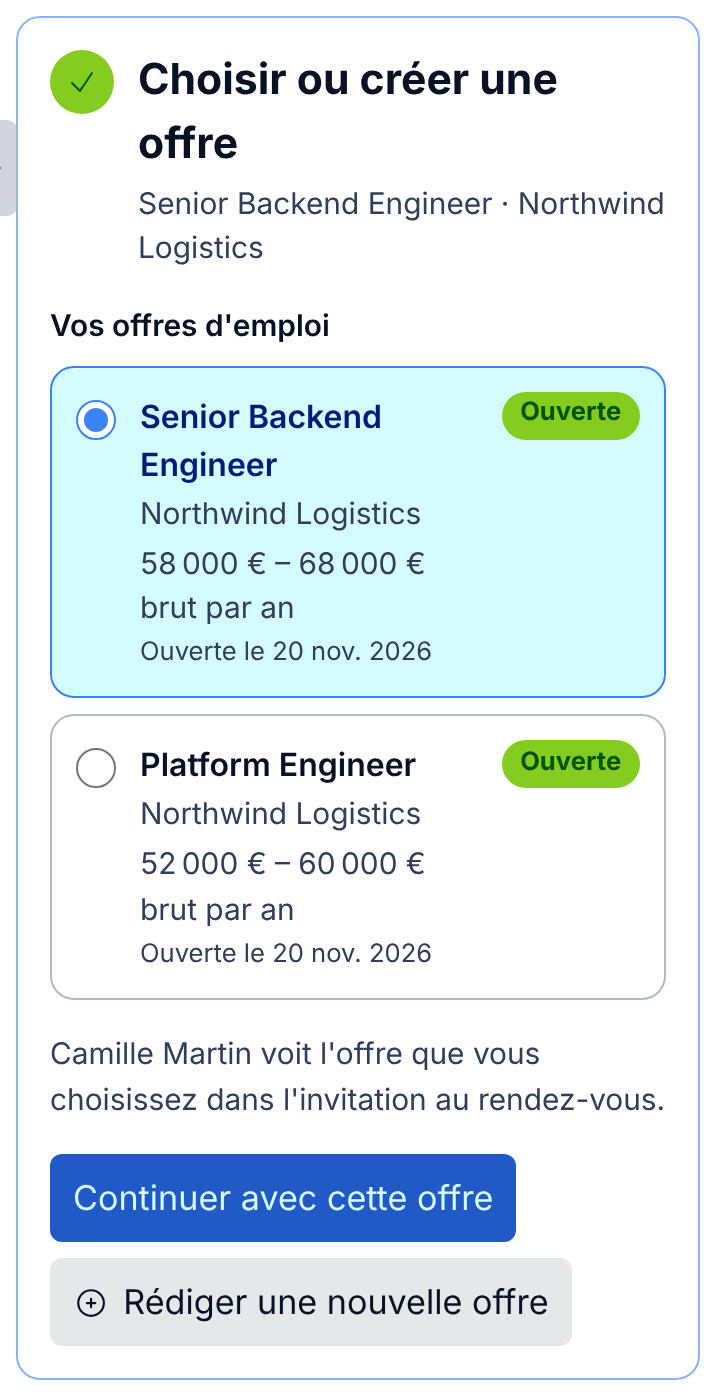 Choisir ou créer une
offre
Senior Backend Engineer · Northwind
Logistics
Vos offres d'emploi
Senior Backend
Engineer
Ouverte
Northwind Logistics
58 000 € – 68 000 €
brut par an
Ouverte le 20 nov. 2026
Platform Engineer
Ouverte
Northwind Logistics
52 000 € – 60 000 €
brut par an
Ouverte le 20 nov. 2026
Camille Martin voit l'offre que vous
choisissez dans l'invitation au rendez-vous.
Continuer avec cette offre
Rédiger une nouvelle offre